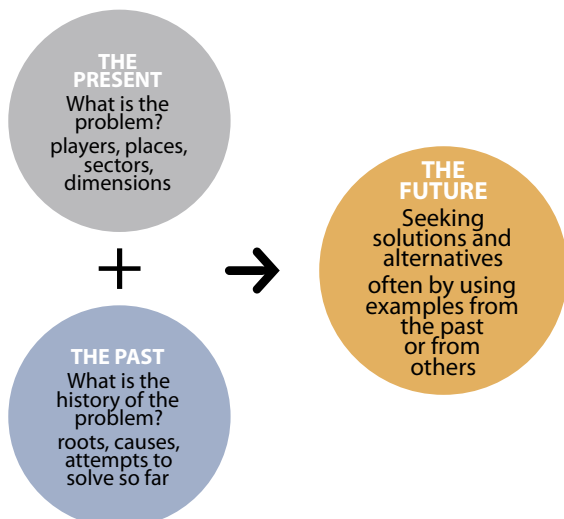 THE
PRESENT
What is the
problem?
players, places,
sectors,
dimensions
+
THE PAST
What is the
history of the
problem?
roots, causes,
attempts to
solve so far
THE
FUTURE
Seeking
solutions and
alternatives
often by using
examples from
the past
or from
others